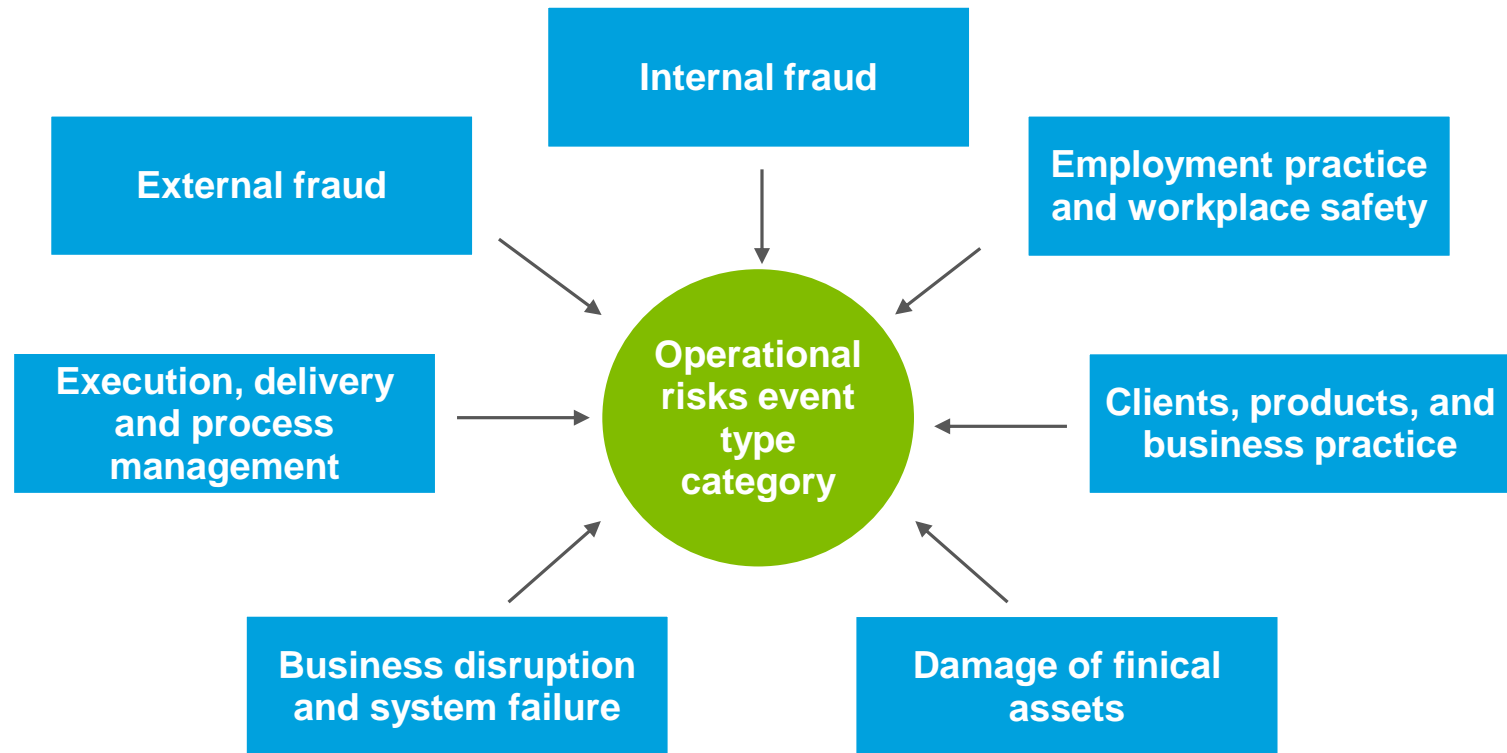 Internal fraud
External fraud
Employment practice
and workplace safety
Operational
risks event
type
category
Execution, delivery
and process
management
Clients, products, and
business practice
Business disruption
and system failure
Damage of finical
assets